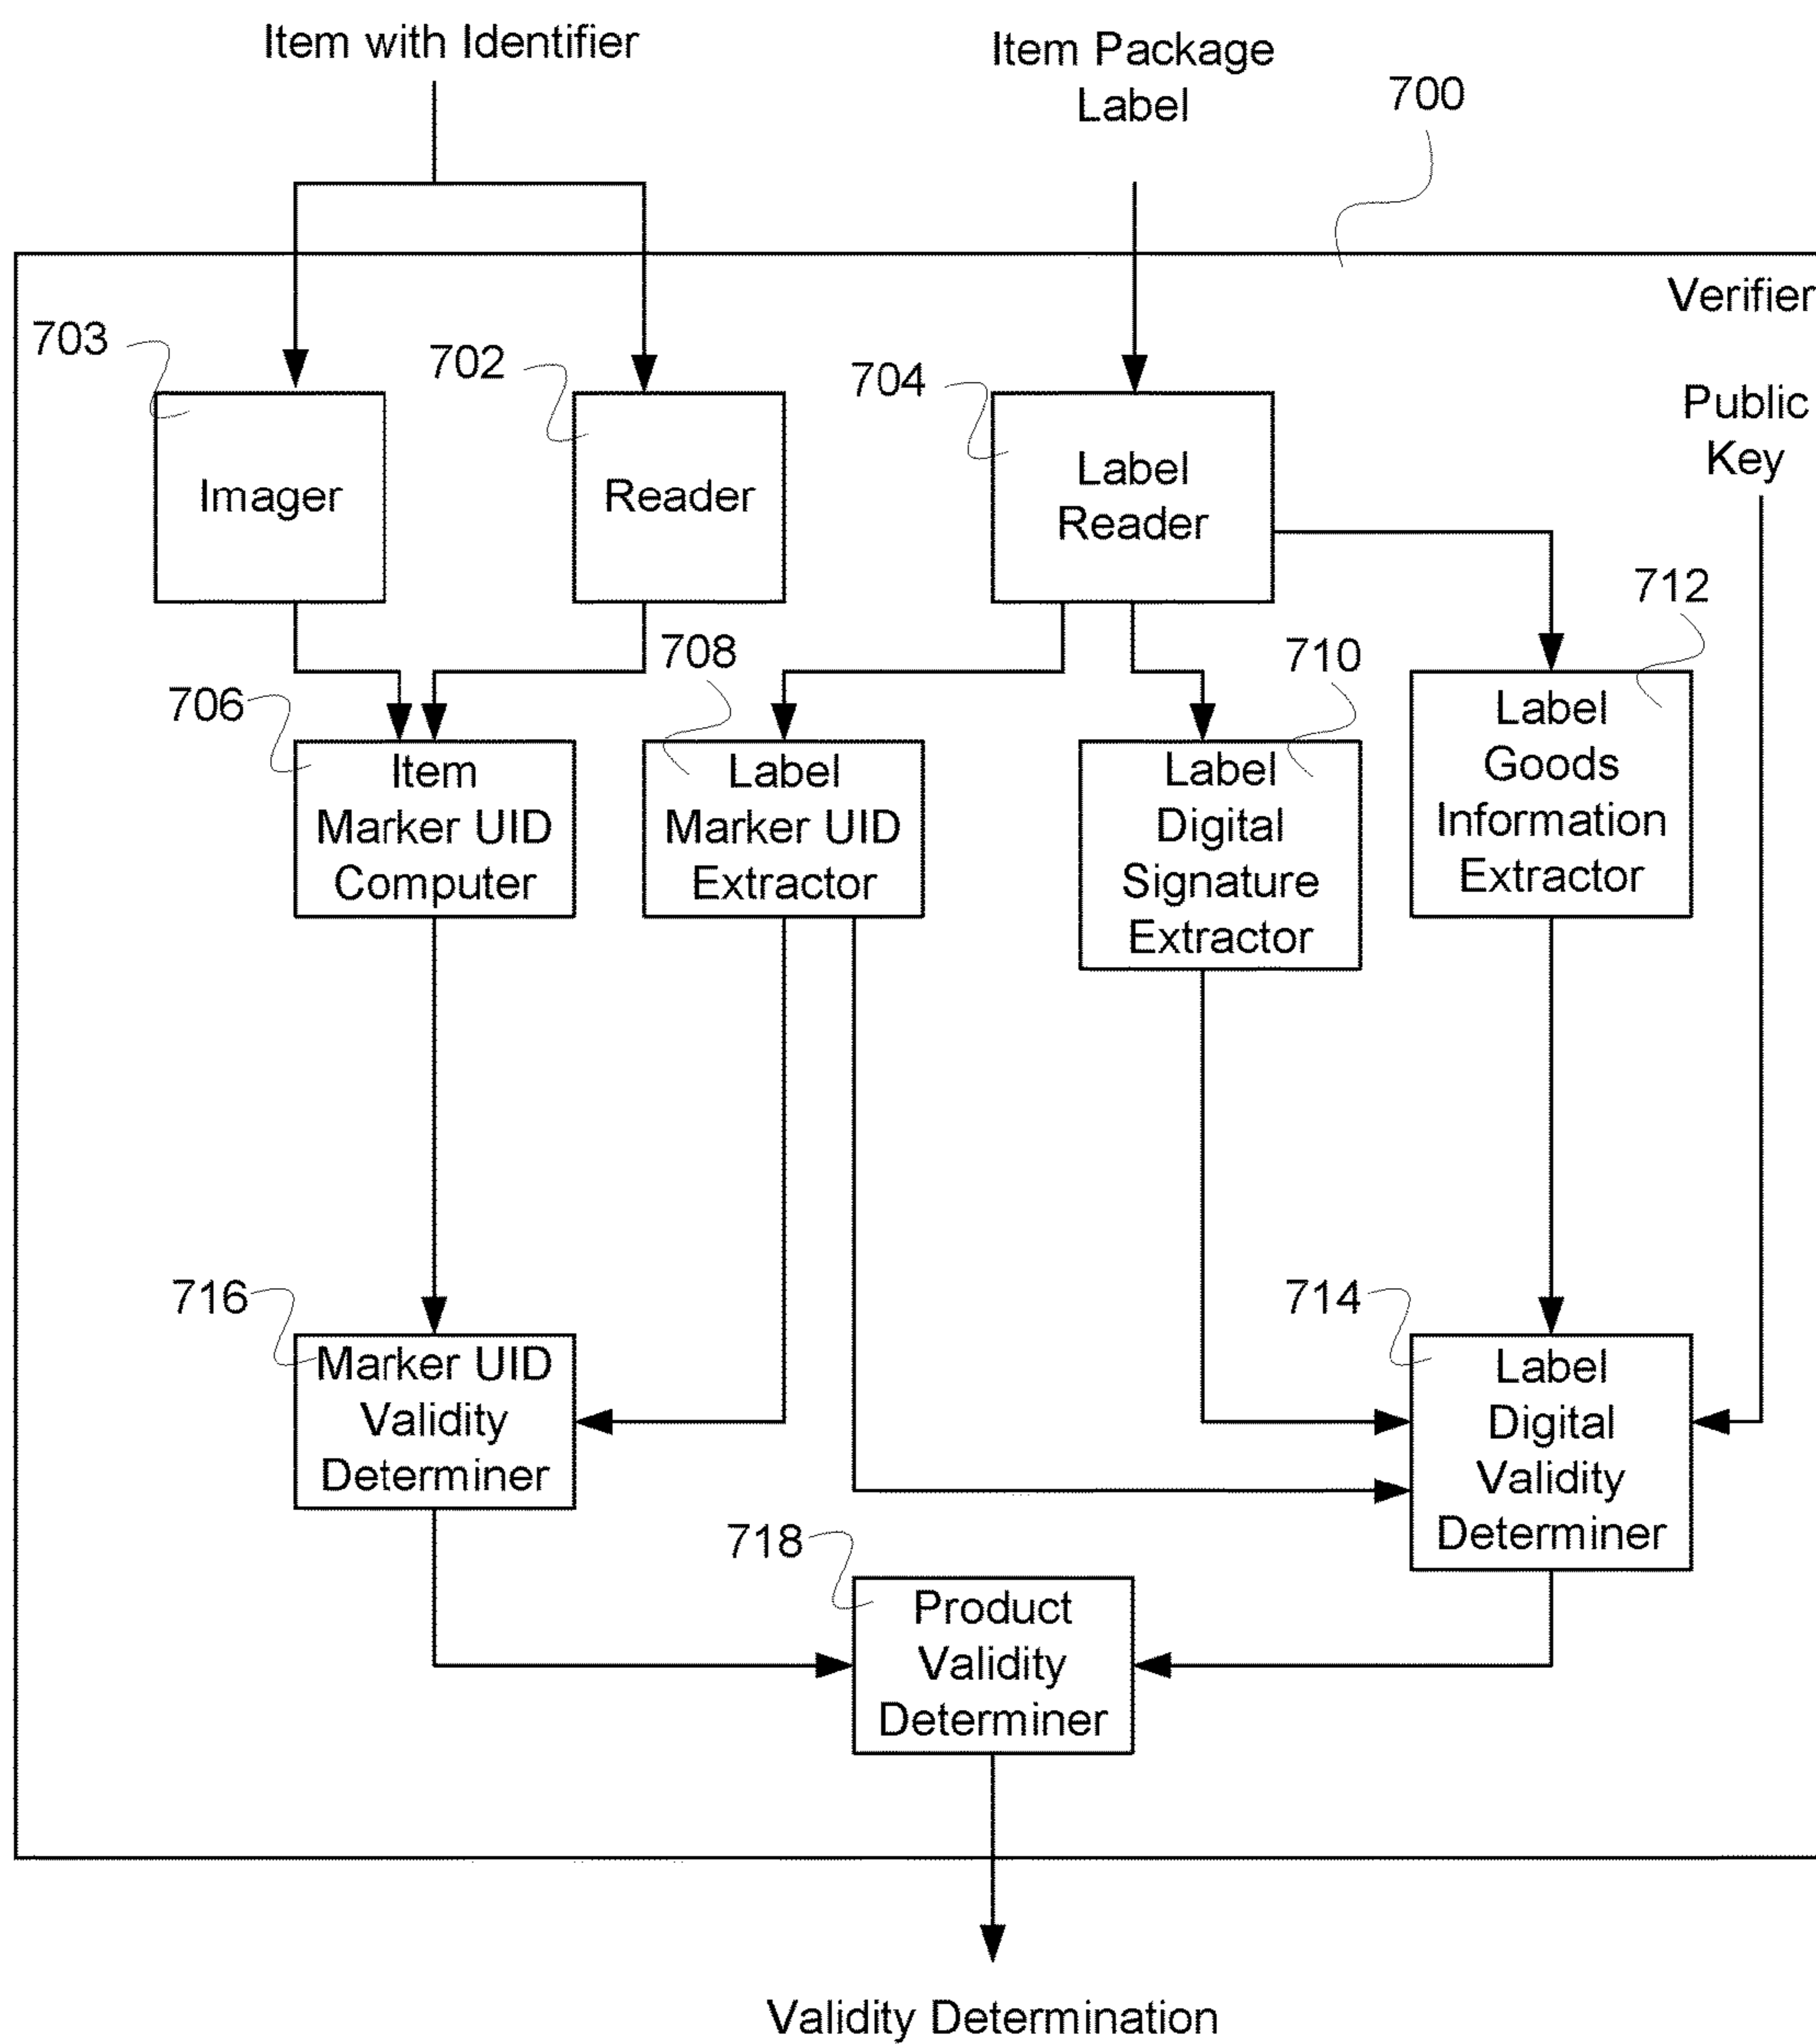 Item with Identifier
Item Package
Label
700
Verifier
703
702
704
Public
Key
Imager
Reader
Label
Reader
712
708
710
706
Item
Marker UID
Computer
Label
Marker UID
Extractor
Label
Digital
Signature
Extractor
Label
Goods
Information
Extractor
716
714
Marker UID
Validity
Determiner
Label
Digital
Validity
Determiner
718
Product
Validity
Determiner
Validity Determination